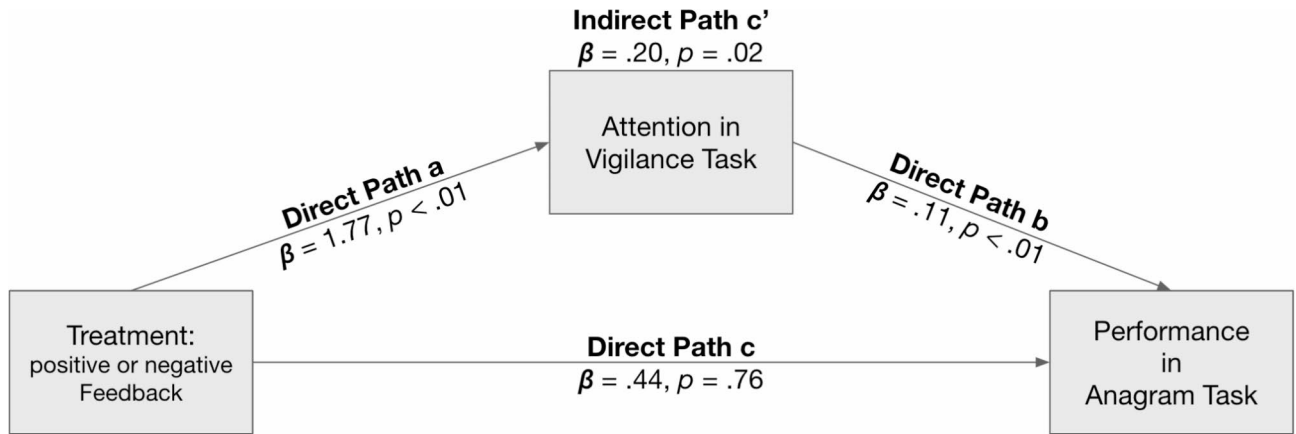 Indirect Path c’
β = .20, p = .02
Attention in
Vigilance Task
Direct Path a
β = 1.77, p < .01
Direct Path b
β = .11, p < .01
Treatment:
positive or negative
Feedback
Direct Path c
β = .44, p = .76
Performance
in
Anagram Task